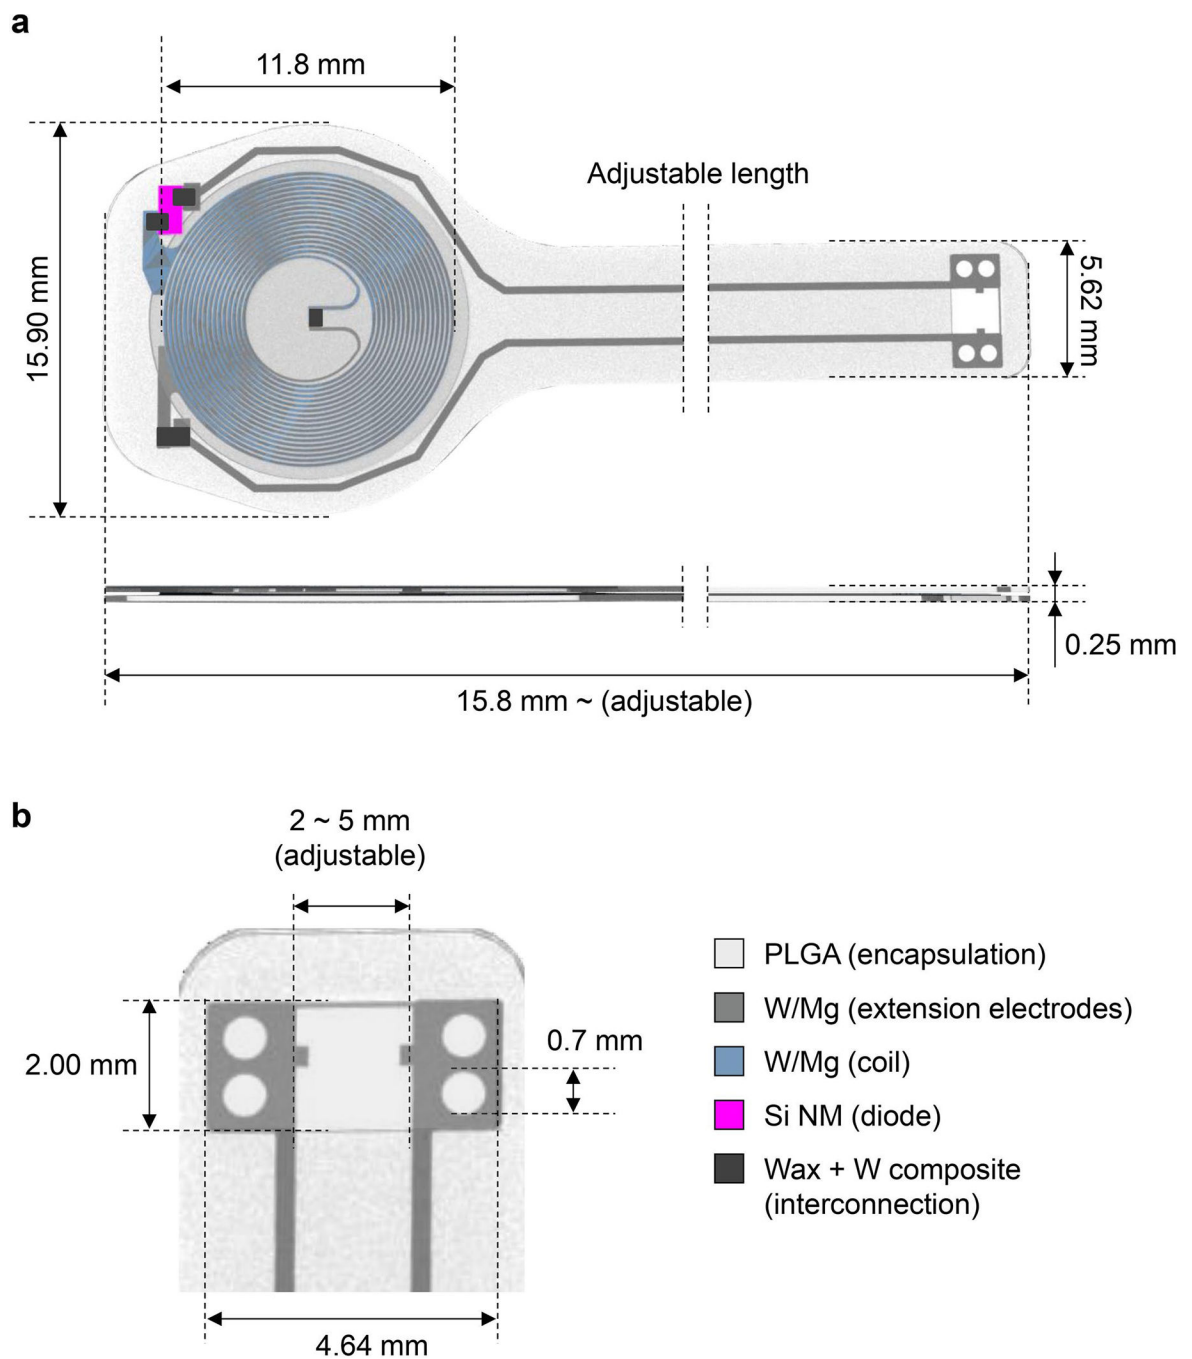 a
11.8 mm
Adjustable length
15.90 mm
5.62 mm
0.25 mm
15.8 mm ~ (adjustable)
b
2 ~ 5 mm
(adjustable)
2.00 mm
0.7 mm
4.64 mm
PLGA (encapsulation)
W/Mg (extension electrodes)
W/Mg (coil)
Si NM (diode)
Wax + W composite
(interconnection)